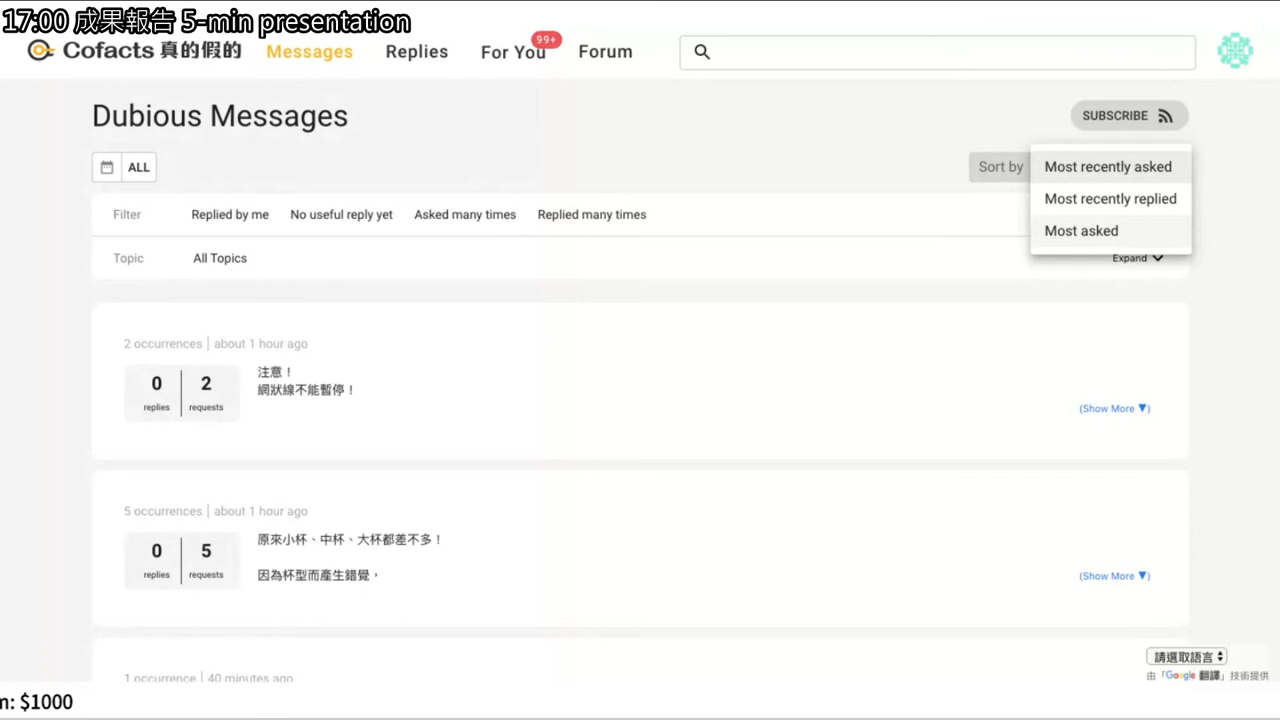 17:00 成果報告 5-min presentation
Cofacts 真的假的 Messages Replies For You 99+ Forum
Dubious Messages
SUBSCRIBE
ALL
Sort by
Most recently asked
Most recently replied
Most asked
Filter Replied by me No useful reply yet Asked many times Replied many times
Topic All Topics
Expand
2 occurrences | about 1 hour ago
0 replies
2 requests
注意！
網狀線不能暫停！
(Show More ▼)
5 occurrences | about 1 hour ago
0 replies
5 requests
原來小杯、中杯、大杯都差不多！
因為杯型而產生錯覺，
(Show More ▼)
1 occurrence | 40 minutes ago
請選取語言
由「Google 翻譯」技術提供
m: $1000